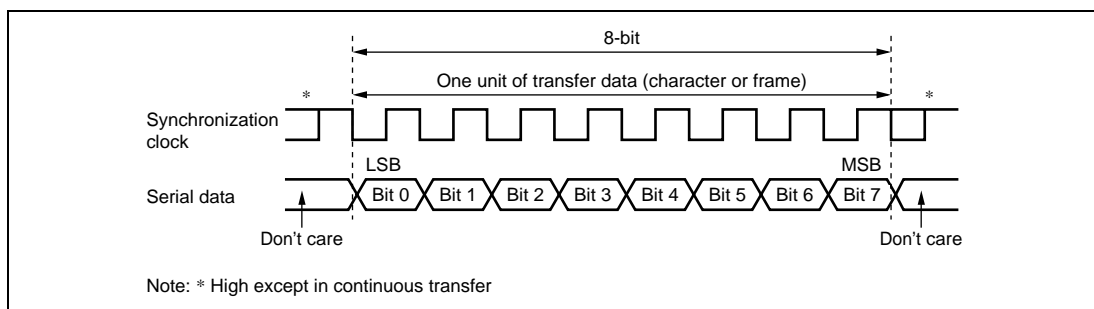 8-bit
One unit of transfer data (character or frame)
* *
Synchronization
clock
LSB MSB
Serial data Bit 0 Bit 1 Bit 2 Bit 3 Bit 4 Bit 5 Bit 6 Bit 7
Don't care Don't care
Note: * High except in continuous transfer